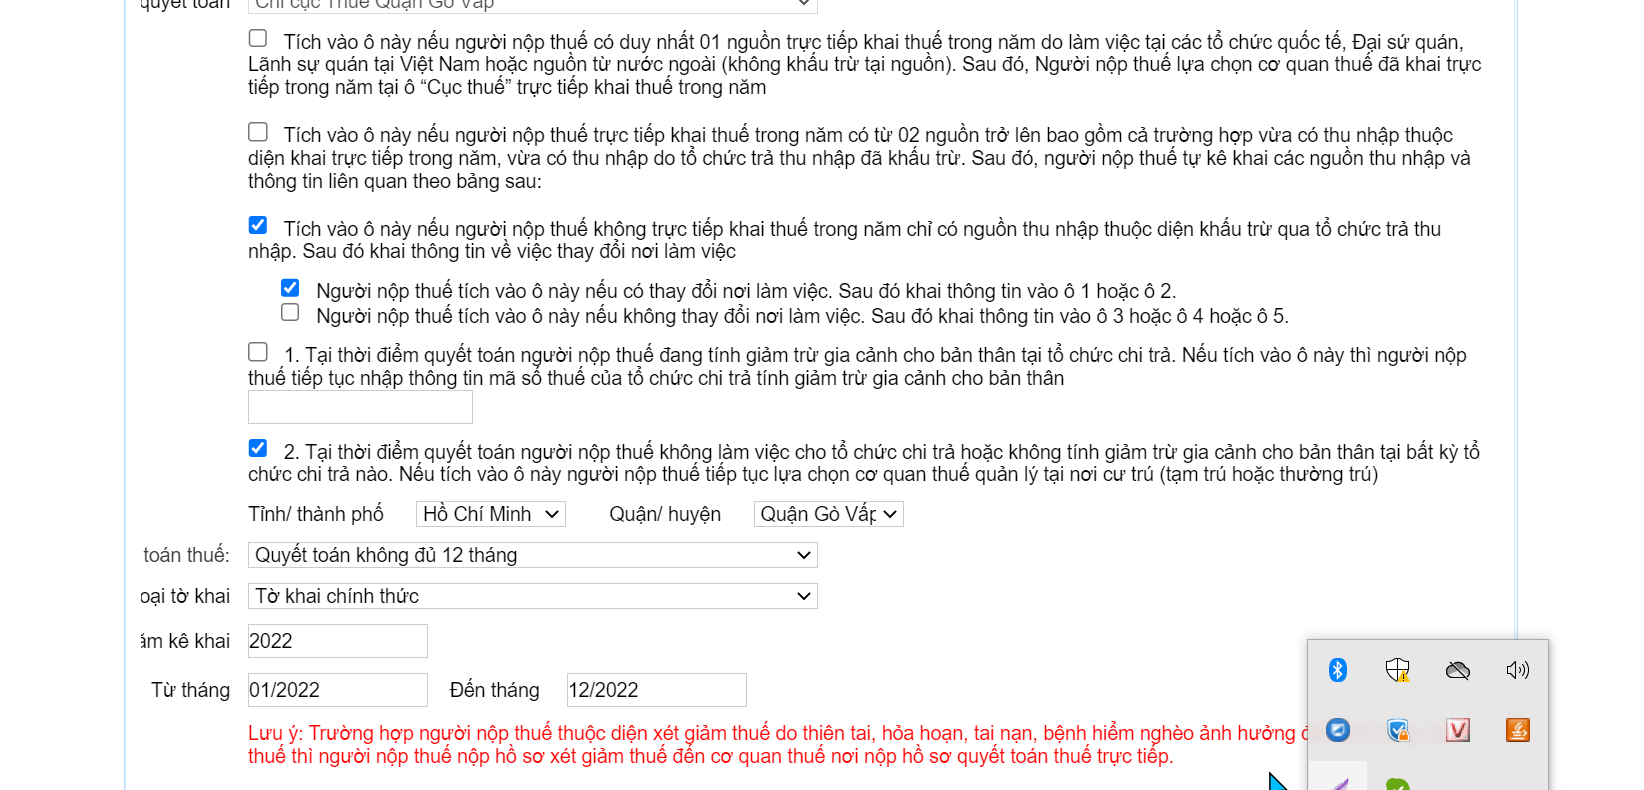 quyết toán Chi cục Thuế Quận Gò Vấp
Tích vào ô này nếu người nộp thuế có duy nhất 01 nguồn trực tiếp khai thuế trong năm do làm việc tại các tổ chức quốc tế, Đại sứ quán,
Lãnh sự quán tại Việt Nam hoặc nguồn từ nước ngoài (không khấu trừ tại nguồn). Sau đó, Người nộp thuế lựa chọn cơ quan thuế đã khai trực
tiếp trong năm tại ô “Cục thuế” trực tiếp khai thuế trong năm
Tích vào ô này nếu người nộp thuế trực tiếp khai thuế trong năm có từ 02 nguồn trở lên bao gồm cả trường hợp vừa có thu nhập thuộc
diện khai trực tiếp trong năm, vừa có thu nhập do tổ chức trả thu nhập đã khấu trừ. Sau đó, người nộp thuế tự kê khai các nguồn thu nhập và
thông tin liên quan theo bảng sau:
Tích vào ô này nếu người nộp thuế không trực tiếp khai thuế trong năm chỉ có nguồn thu nhập thuộc diện khấu trừ qua tổ chức trả thu
nhập. Sau đó khai thông tin về việc thay đổi nơi làm việc
Người nộp thuế tích vào ô này nếu có thay đổi nơi làm việc. Sau đó khai thông tin vào ô 1 hoặc ô 2.
Người nộp thuế tích vào ô này nếu không thay đổi nơi làm việc. Sau đó khai thông tin vào ô 3 hoặc ô 4 hoặc ô 5.
1. Tại thời điểm quyết toán người nộp thuế đang tính giảm trừ gia cảnh cho bản thân tại tổ chức chi trả. Nếu tích vào ô này thì người nộp
thuế tiếp tục nhập thông tin mã số thuế của tổ chức chi trả tính giảm trừ gia cảnh cho bản thân
2. Tại thời điểm quyết toán người nộp thuế không làm việc cho tổ chức chi trả hoặc không tính giảm trừ gia cảnh cho bản thân tại bất kỳ tổ
chức chi trả nào. Nếu tích vào ô này người nộp thuế tiếp tục lựa chọn cơ quan thuế quản lý tại nơi cư trú (tạm trú hoặc thường trú)
Tỉnh/ thành phố Hồ Chí Minh Quận/ huyện Quận Gò Vấp
toán thuế: Quyết toán không đủ 12 tháng
oại tờ khai Tờ khai chính thức
ăm kê khai 2022
Từ tháng 01/2022 Đến tháng 12/2022
Lưu ý: Trường hợp người nộp thuế thuộc diện xét giảm thuế do thiên tai, hỏa hoạn, tai nạn, bệnh hiểm nghèo ảnh hưởng
thuế thì người nộp thuế nộp hồ sơ xét giảm thuế đến cơ quan thuế nơi nộp hồ sơ quyết toán thuế trực tiếp.